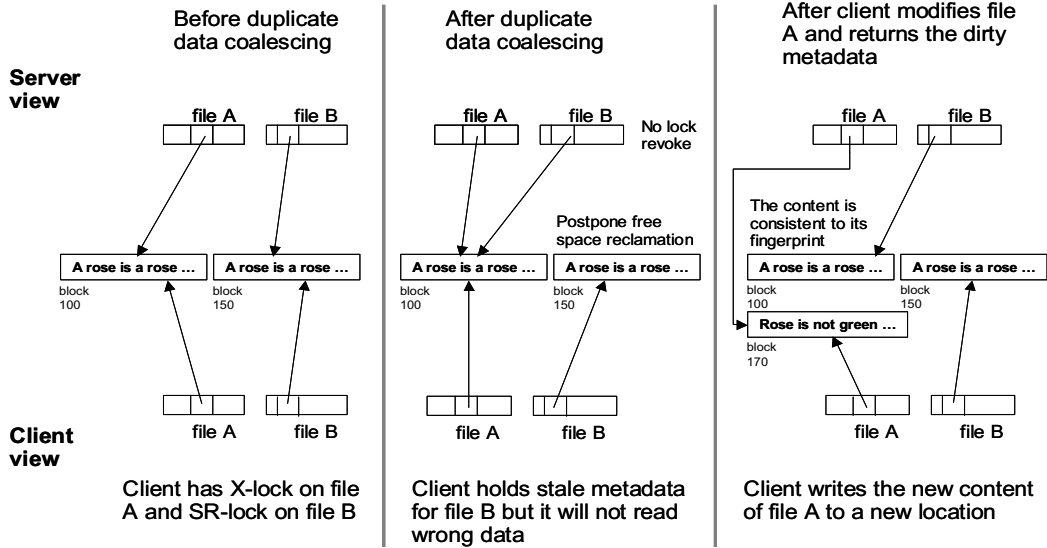 Before duplicate
data coalescing
Server
view
file A
file B
A rose is a rose ...
A rose is a rose ...
block
100
block
150
file A
file B
Client
view
Client has X-lock on file
A and SR-lock on file B
After duplicate
data coalescing
file A
file B
No lock
revoke
Postpone free
space reclamation
A rose is a rose ...
A rose is a rose ...
block
100
block
150
file A
file B
Client holds stale metadata
for file B but it will not read
wrong data
After client modifies file
A and returns the dirty
metadata
file A
file B
The content is
consistent to its
fingerprint
A rose is a rose ...
A rose is a rose ...
block
100
block
150
Rose is not green ...
block
170
file A
file B
Client writes the new content
of file A to a new location